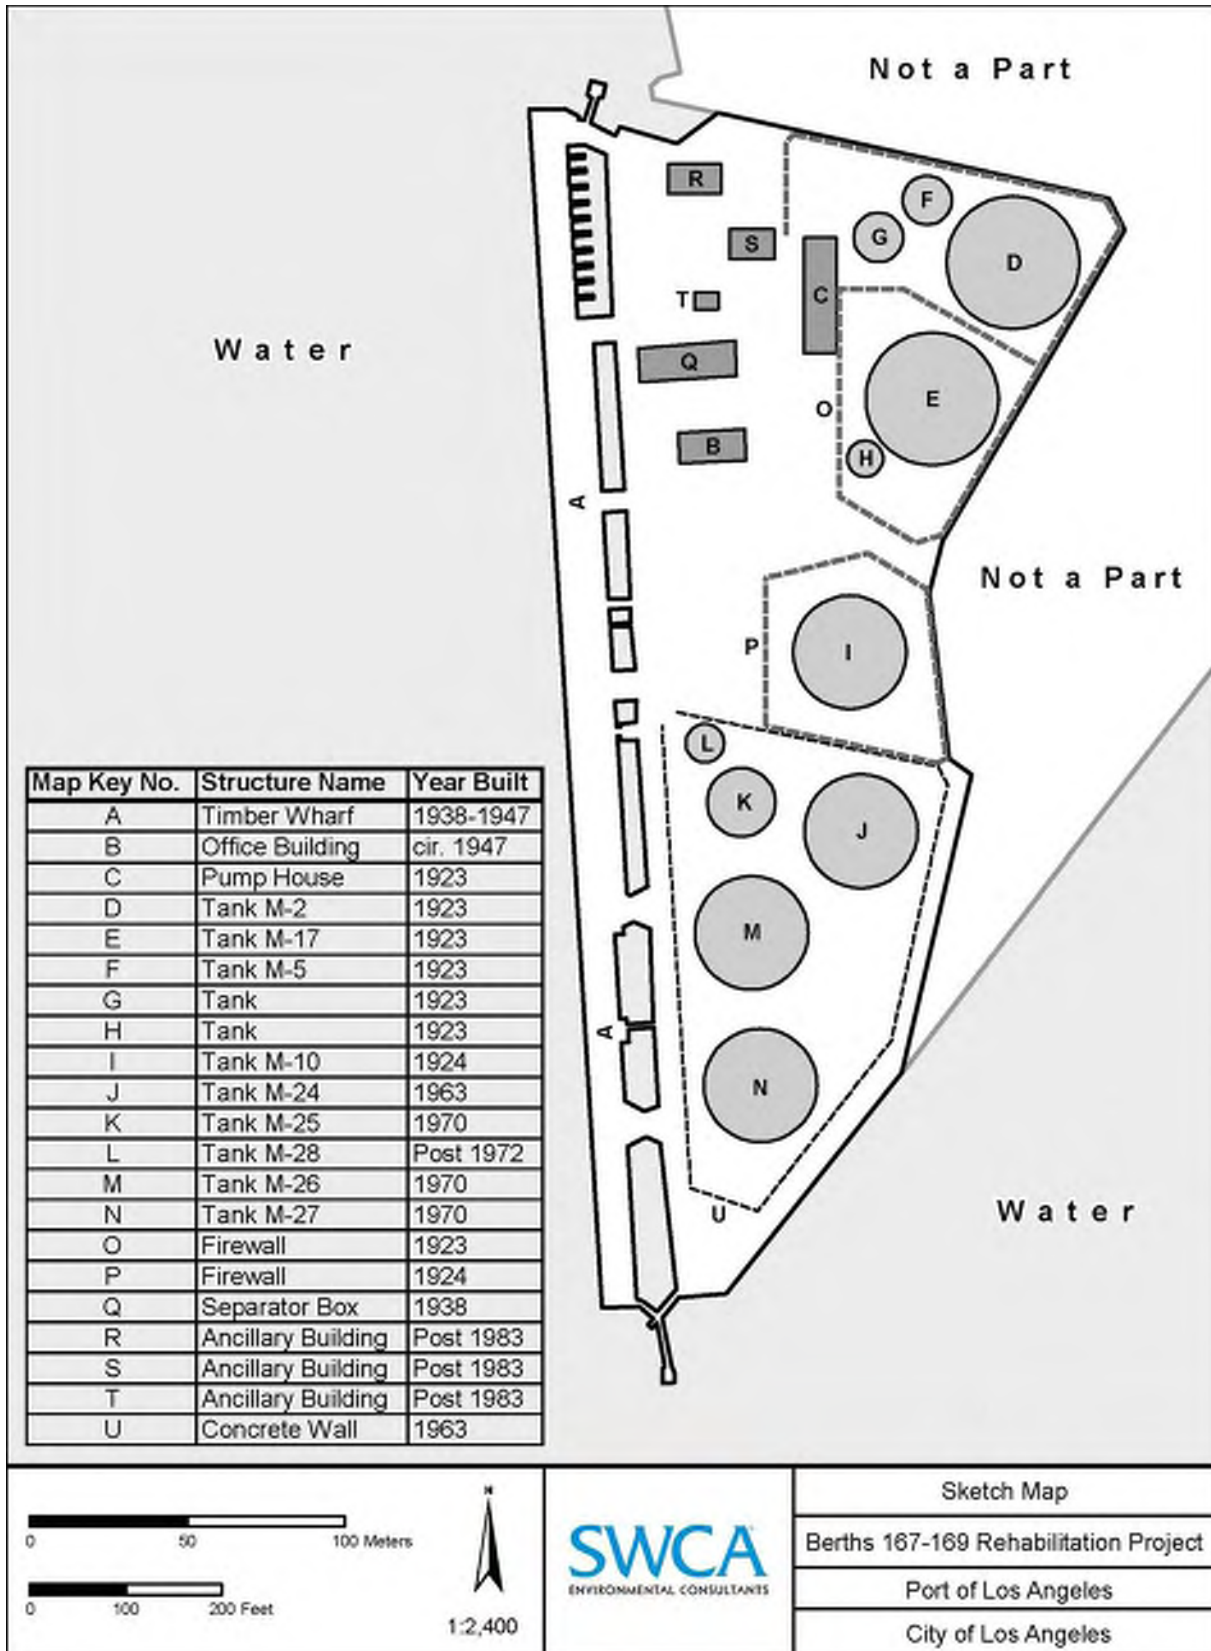 Not a Part
R
F
S
G
D
T
C
Water
Q
E
O
B
H
A
Not a Part
P
I
L
K
J
M
A
N
U
Water
Map Key No. Structure Name Year Built
A Timber Wharf 1938-1947
B Office Building cir. 1947
C Pump House 1923
D Tank M-2 1923
E Tank M-17 1923
F Tank M-5 1923
G Tank 1923
H Tank 1923
I Tank M-10 1924
J Tank M-24 1963
K Tank M-25 1970
L Tank M-28 Post 1972
M Tank M-26 1970
N Tank M-27 1970
O Firewall 1923
P Firewall 1924
Q Separator Box 1938
R Ancillary Building Post 1983
S Ancillary Building Post 1983
T Ancillary Building Post 1983
U Concrete Wall 1963
0 50 100 Meters
0 100 200 Feet
N
1:2,400
SWCA
ENVIRONMENTAL CONSULTANTS
Sketch Map
Berths 167-169 Rehabilitation Project
Port of Los Angeles
City of Los Angeles